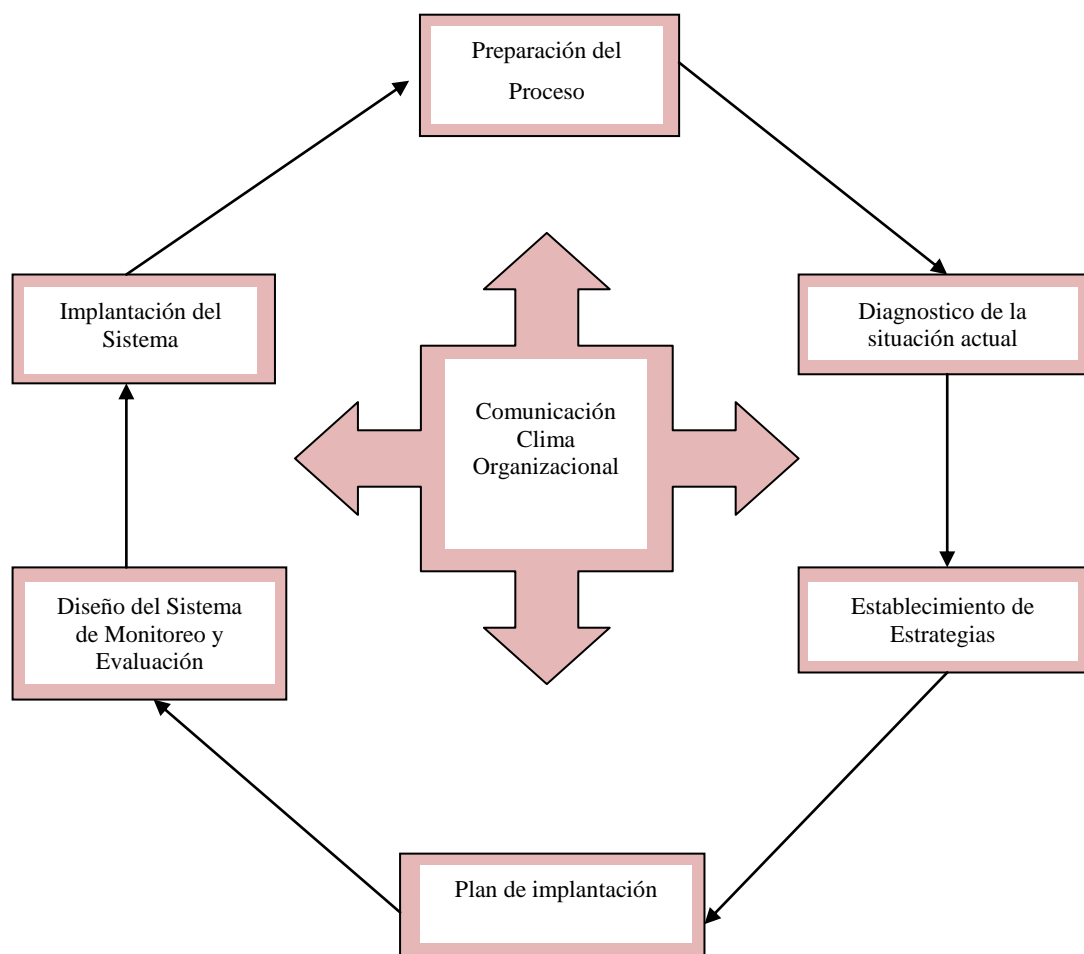 Preparación del
Proceso
Implantación del
Sistema
Diagnostico de la
situación actual
Comunicación
Clima
Organizacional
Diseño del Sistema
de Monitoreo y
Evaluación
Establecimiento de
Estrategias
Plan de implantación